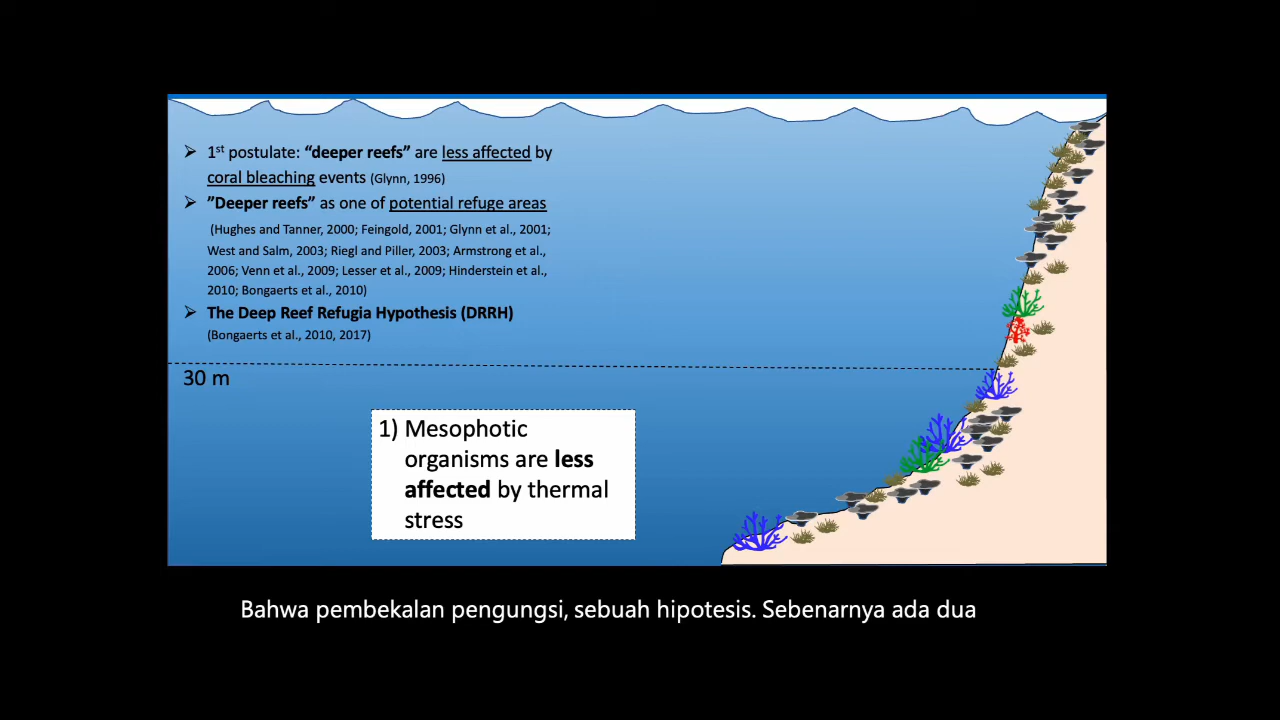 ➢ 1st postulate: “deeper reefs” are less affected by
coral bleaching events (Glynn, 1996)
➢ ”Deeper reefs” as one of potential refuge areas
(Hughes and Tanner, 2000; Feingold, 2001; Glynn et al., 2001;
West and Salm, 2003; Riegl and Piller, 2003; Armstrong et al.,
2006; Venn et al., 2009; Lesser et al., 2009; Hinderstein et al.,
2010; Bongaerts et al., 2010)
➢ The Deep Reef Refugia Hypothesis (DRRH)
(Bongaerts et al., 2010, 2017)
30 m
1) Mesophotic
organisms are less
affected by thermal
stress
Bahwa pembekalan pengungsi, sebuah hipotesis. Sebenarnya ada dua